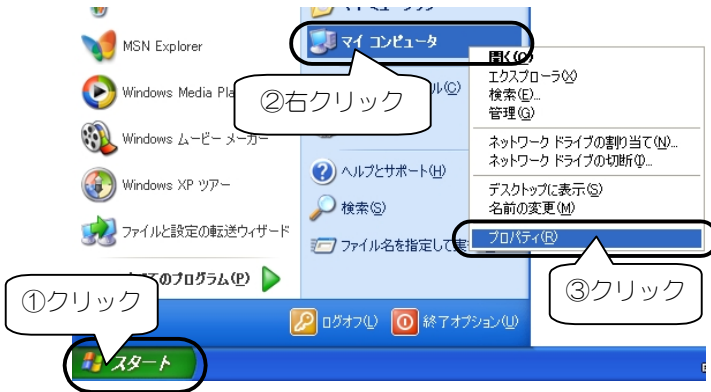 MSN Explorer
Windows Media Pla
Windows ムービー メーカー
Windows XP ツアー
ファイルと設定の転送ウィザード
てのプログラム(P)
マイ コンピュータ
ル(C)
ヘルプとサポート(H)
検索(S)
ファイル名を指定して実
開く(O)
エクスプローラ(X)
検索(E)...
管理(G)
ネットワーク ドライブの割り当て(N)...
ネットワーク ドライブの切断(I)...
デスクトップに表示(S)
名前の変更(M)
プロパティ(R)
①クリック
②右クリック
③クリック
ログオフ(L)
終了オプション(U)
スタート